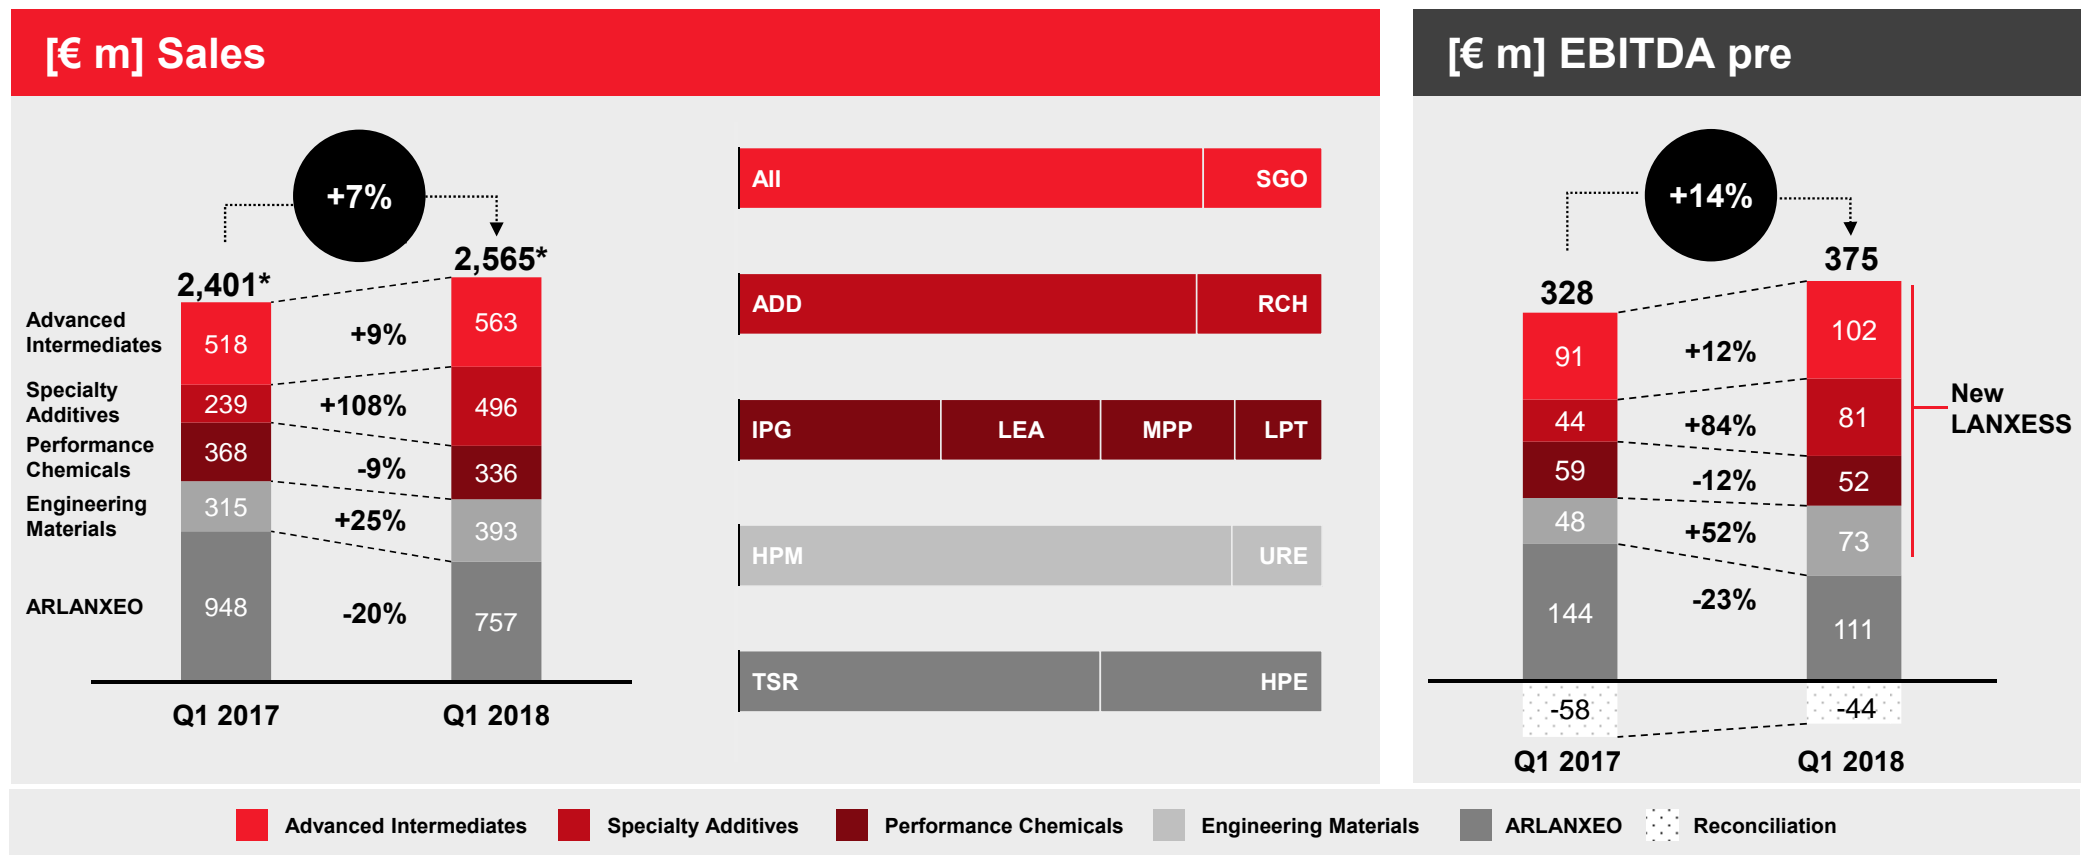 [€ m] Sales
+7%
2,401*
2,565*
Advanced
Intermediates
518
+9%
563
Specialty
Additives
239
+108%
496
Performance
Chemicals
368
-9%
336
Engineering
Materials
315
+25%
393
ARLANXEO
948
-20%
757
Q1 2017
Q1 2018
AII SGO
ADD RCH
IPG LEA MPP LPT
HPM URE
TSR HPE
[€ m] EBITDA pre
+14%
328
375
91
+12%
102
44
+84%
81
59
-12%
52
48
+52%
73
144
-23%
111
-58
-44
Q1 2017
Q1 2018
New
LANXESS
Advanced Intermediates Specialty Additives Performance Chemicals Engineering Materials ARLANXEO Reconciliation